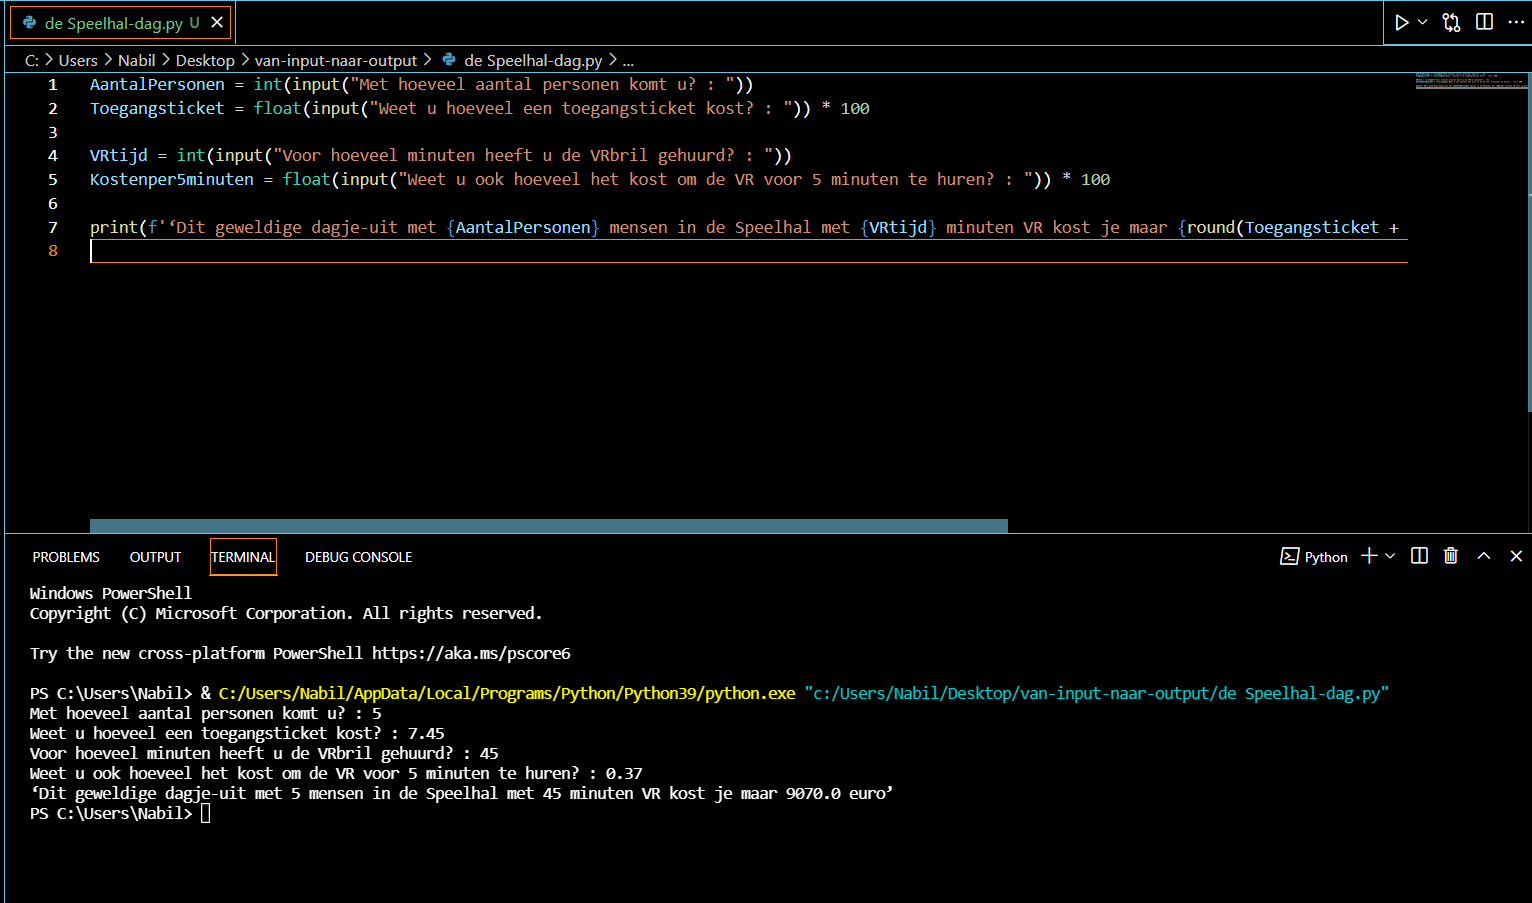 de Speelhal-dag.py U
C: > Users > Nabil > Desktop > van-input-naar-output > de Speelhal-dag.py > ...
1 AantalPersonen = int(input("Met hoeveel aantal personen komt u? : "))
2 Toegangsticket = float(input("Weet u hoeveel een toegangsticket kost? : ")) * 100
3
4 VRtijd = int(input("Voor hoeveel minuten heeft u de VRbril gehuurd? : "))
5 Kostenper5minuten = float(input("Weet u ook hoeveel het kost om de VR voor 5 minuten te huren? : ")) * 100
6
7 print(f'‘Dit geweldige dagje-uit met {AantalPersonen} mensen in de Speelhal met {VRtijd} minuten VR kost je maar {round(Toegangsticket +
8
PROBLEMS OUTPUT TERMINAL DEBUG CONSOLE Python
Windows PowerShell
Copyright (C) Microsoft Corporation. All rights reserved.
Try the new cross-platform PowerShell https://aka.ms/pscore6
PS C:\Users\Nabil> & C:/Users/Nabil/AppData/Local/Programs/Python/Python39/python.exe "c:/Users/Nabil/Desktop/van-input-naar-output/de Speelhal-dag.py"
Met hoeveel aantal personen komt u? : 5
Weet u hoeveel een toegangsticket kost? : 7.45
Voor hoeveel minuten heeft u de VRbril gehuurd? : 45
Weet u ook hoeveel het kost om de VR voor 5 minuten te huren? : 0.37
‘Dit geweldige dagje-uit met 5 mensen in de Speelhal met 45 minuten VR kost je maar 9070.0 euro’
PS C:\Users\Nabil>